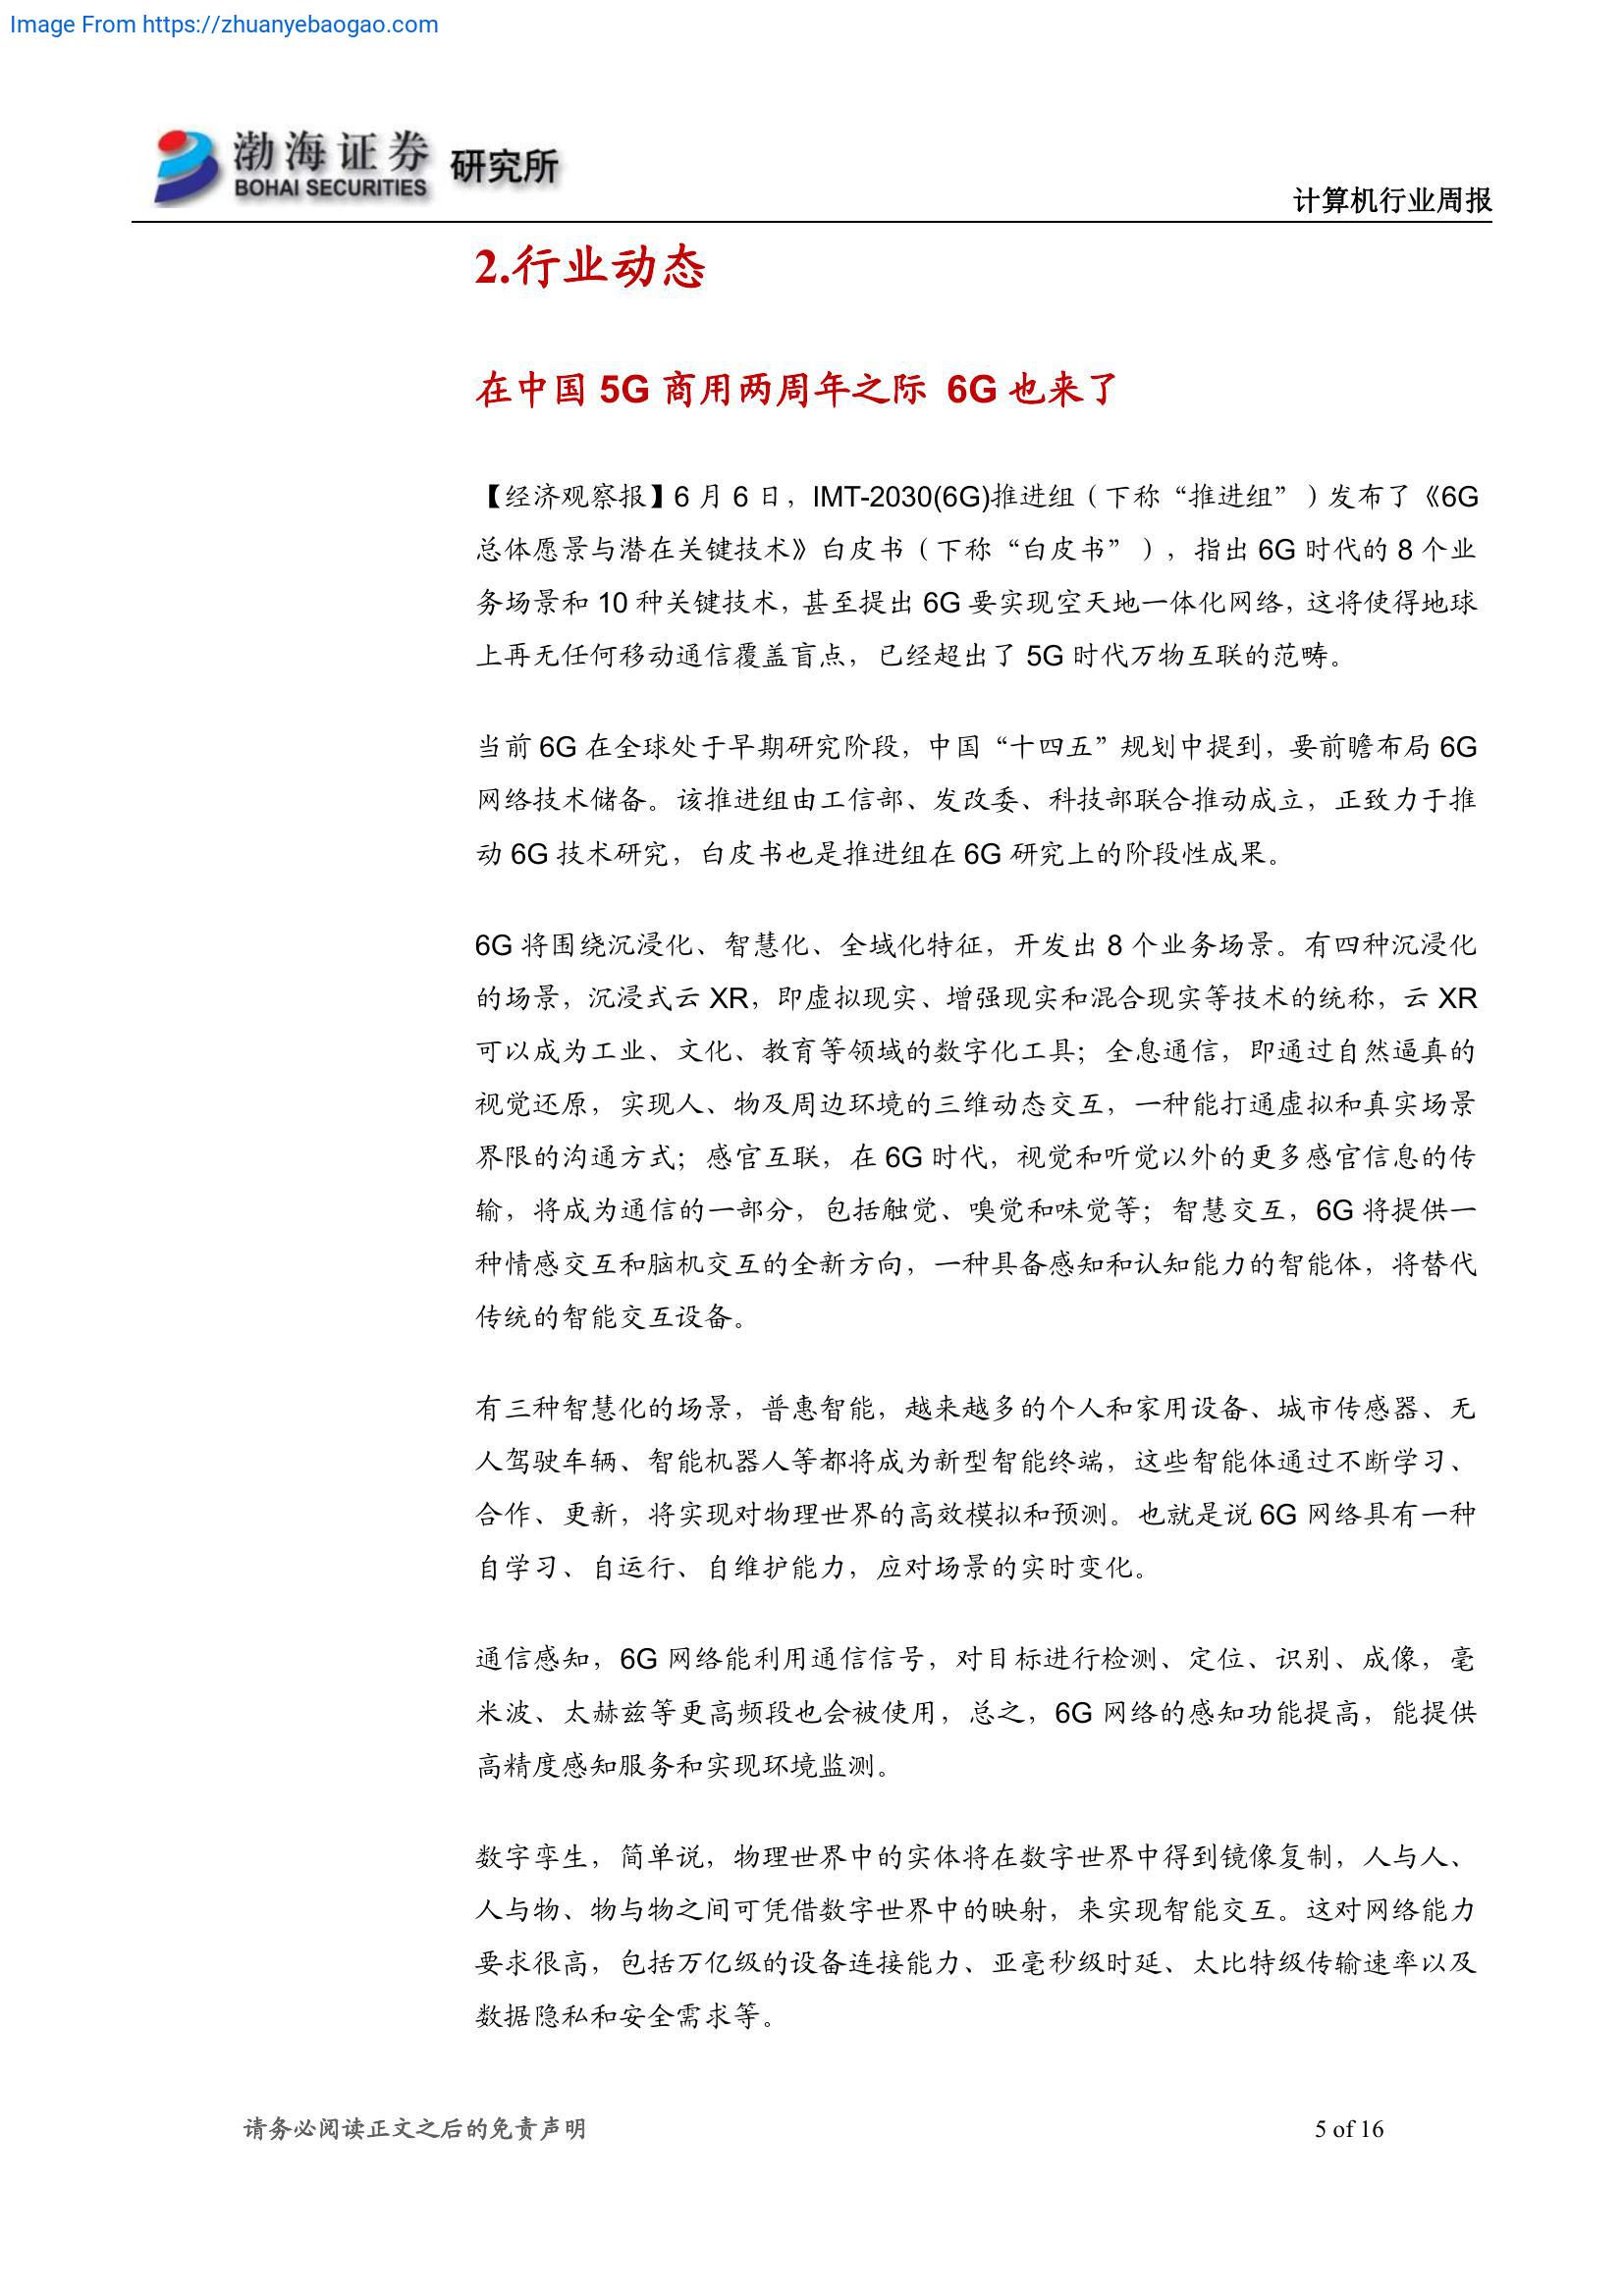 Image From https://zhuanyebaogao.com
渤海证券 研究所
BOHAI SECURITIES
计算机行业周报
2.行业动态
在中国 5G 商用两周年之际 6G 也来了
【经济观察报】6 月 6 日，IMT-2030(6G)推进组（下称“推进组”）发布了《6G
总体愿景与潜在关键技术》白皮书（下称“白皮书”），指出 6G 时代的 8 个业
务场景和 10 种关键技术，甚至提出 6G 要实现空天地一体化网络，这将使得地球
上再无任何移动通信覆盖盲点，已经超出了 5G 时代万物互联的范畴。
当前 6G 在全球处于早期研究阶段，中国“十四五”规划中提到，要前瞻布局 6G
网络技术储备。该推进组由工信部、发改委、科技部联合推动成立，正致力于推
动 6G 技术研究，白皮书也是推进组在 6G 研究上的阶段性成果。
6G 将围绕沉浸化、智慧化、全域化特征，开发出 8 个业务场景。有四种沉浸化
的场景，沉浸式云 XR，即虚拟现实、增强现实和混合现实等技术的统称，云 XR
可以成为工业、文化、教育等领域的数字化工具；全息通信，即通过自然逼真的
视觉还原，实现人、物及周边环境的三维动态交互，一种能打通虚拟和真实场景
界限的沟通方式；感官互联，在 6G 时代，视觉和听觉以外的更多感官信息的传
输，将成为通信的一部分，包括触觉、嗅觉和味觉等；智慧交互，6G 将提供一
种情感交互和脑机交互的全新方向，一种具备感知和认知能力的智能体，将替代
传统的智能交互设备。
有三种智慧化的场景，普惠智能，越来越多的个人和家用设备、城市传感器、无
人驾驶车辆、智能机器人等都将成为新型智能终端，这些智能体通过不断学习、
合作、更新，将实现对物理世界的高效模拟和预测。也就是说 6G 网络具有一种
自学习、自运行、自维护能力，应对场景的实时变化。
通信感知，6G 网络能利用通信信号，对目标进行检测、定位、识别、成像，毫
米波、太赫兹等更高频段也会被使用，总之，6G 网络的感知功能提高，能提供
高精度感知服务和实现环境监测。
数字孪生，简单说，物理世界中的实体将在数字世界中得到镜像复制，人与人、
人与物、物与物之间可凭借数字世界中的映射，来实现智能交互。这对网络能力
要求很高，包括万亿级的设备连接能力、亚毫秒级时延、太比特级传输速率以及
数据隐私和安全需求等。
请务必阅读正文之后的免责声明
5 of 16